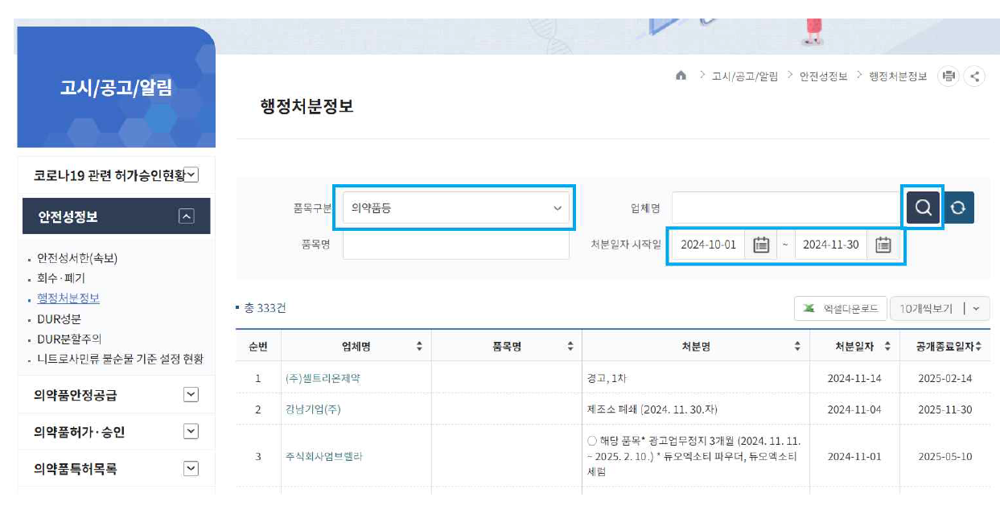 고시/공고/알림
코로나19 관련 허가승인현황
안전성정보
안전성서한(속보)
회수·폐기
행정처분정보
DUR성분
DUR분할주의
니트로사민류 불순물 기준 설정 현황
의약품안정공급
의약품허가·승인
의약품특허목록
고시/공고/알림 > 안전성정보 > 행정처분정보
행정처분정보
품목구분 의약품등 업체명
품목명 처분일자 시작일 2024-10-01 ~ 2024-11-30
총 333건 엑셀다운로드 10개씩보기
순번 업체명 품목명 처분명 처분일자 공개종료일자
1 (주)셀트리온제약 경고, 1차 2024-11-14 2025-02-14
2 강남기업(주) 제조소 폐쇄 (2024. 11. 30.자) 2024-11-04 2025-11-30
○ 해당 품목* 광고업무정지 3개월 (2024. 11. 11.
3 주식회사엄브렐라 ~ 2025. 2. 10.) * 듀오엑소티 파우더, 듀오엑소티 2024-11-01 2025-05-10
세럼